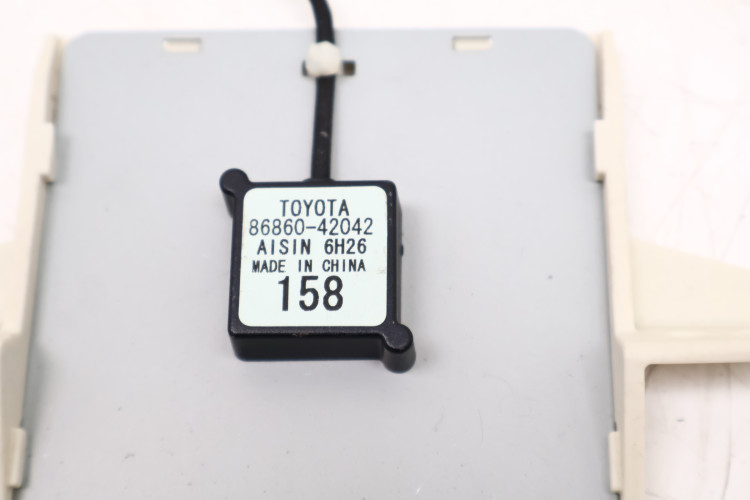 TOYOTA
86860-42042
AISIN 6H26
MADE IN CHINA
158